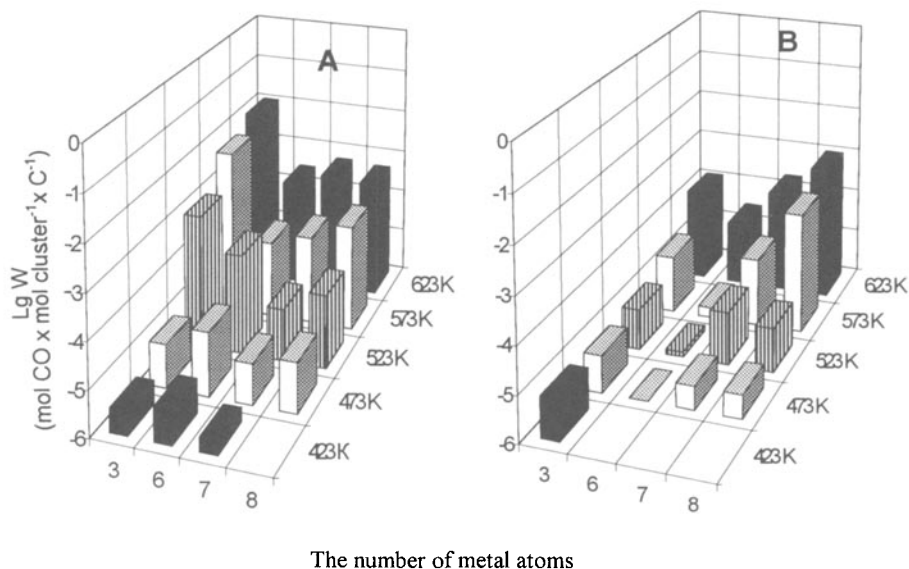 A
B
Lg W
(mol CO x mol cluster⁻¹ x C⁻¹)
0
-1
-2
-3
-4
-5
-6
3
6
7
8
423K
473K
523K
573K
623K
0
-1
-2
-3
-4
-5
-6
3
6
7
8
423K
473K
523K
573K
623K
The number of metal atoms